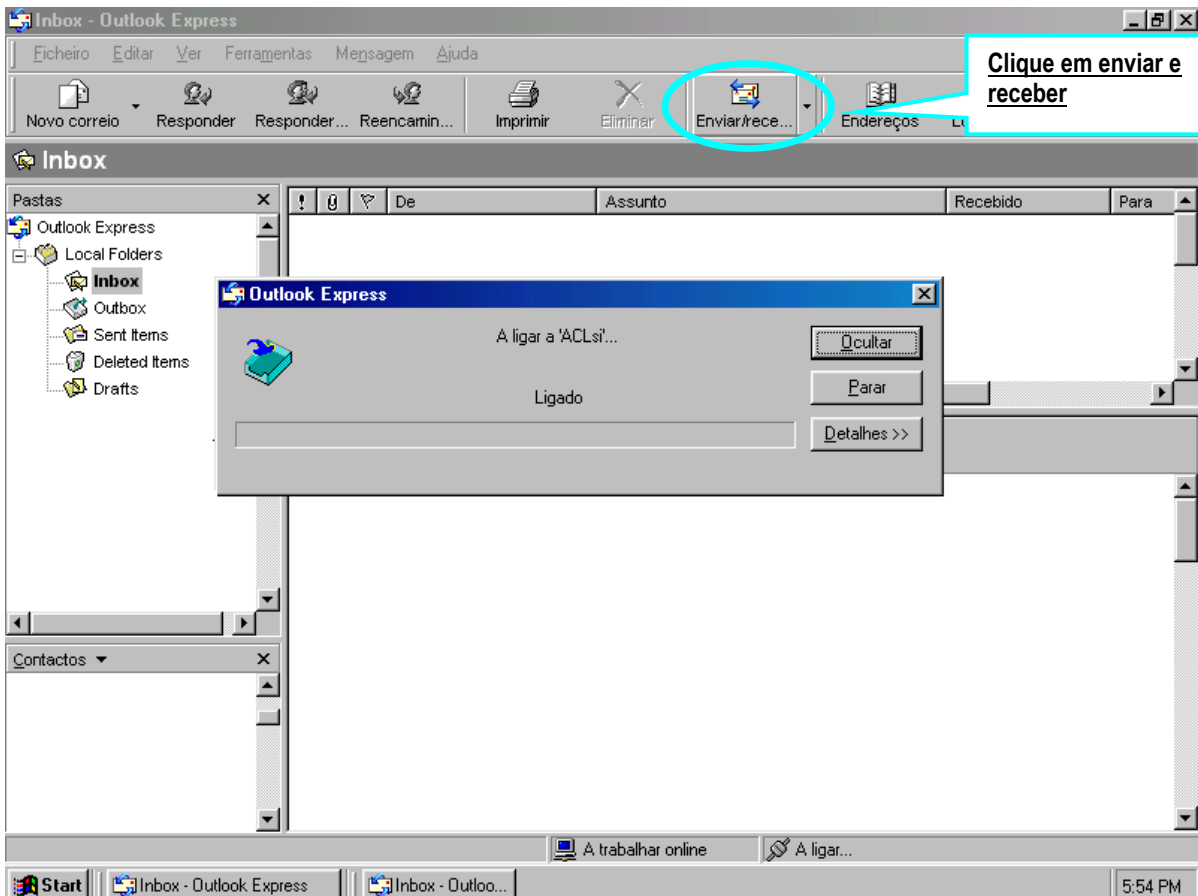 Inbox - Outlook Express
Ficheiro Editar Ver Ferramentas Mensagem Ajuda
Clique em enviar e
receber
Novo correio Responder Responder... Reencamin... Imprimir Eliminar Enviar/rece... Endereços
Inbox
Pastas
! De Assunto Recebido Para
Outlook Express
Local Folders
Inbox
Outbox
Sent Items
Deleted Items
Drafts
Outlook Express
A ligar a 'ACLsi'...
Ligado
Ocultar
Parar
Detalhes >>
Contactos
A trabalhar online A ligar...
Start Inbox - Outlook Express Inbox - Outloo... 5:54 PM